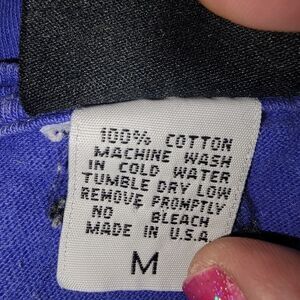 100% COTTON
MACHINE WASH
IN COLD WATER
TUMBLE DRY LOW
REMOVE PROMPTLY
NO BLEACH
MADE IN U.S.A
M